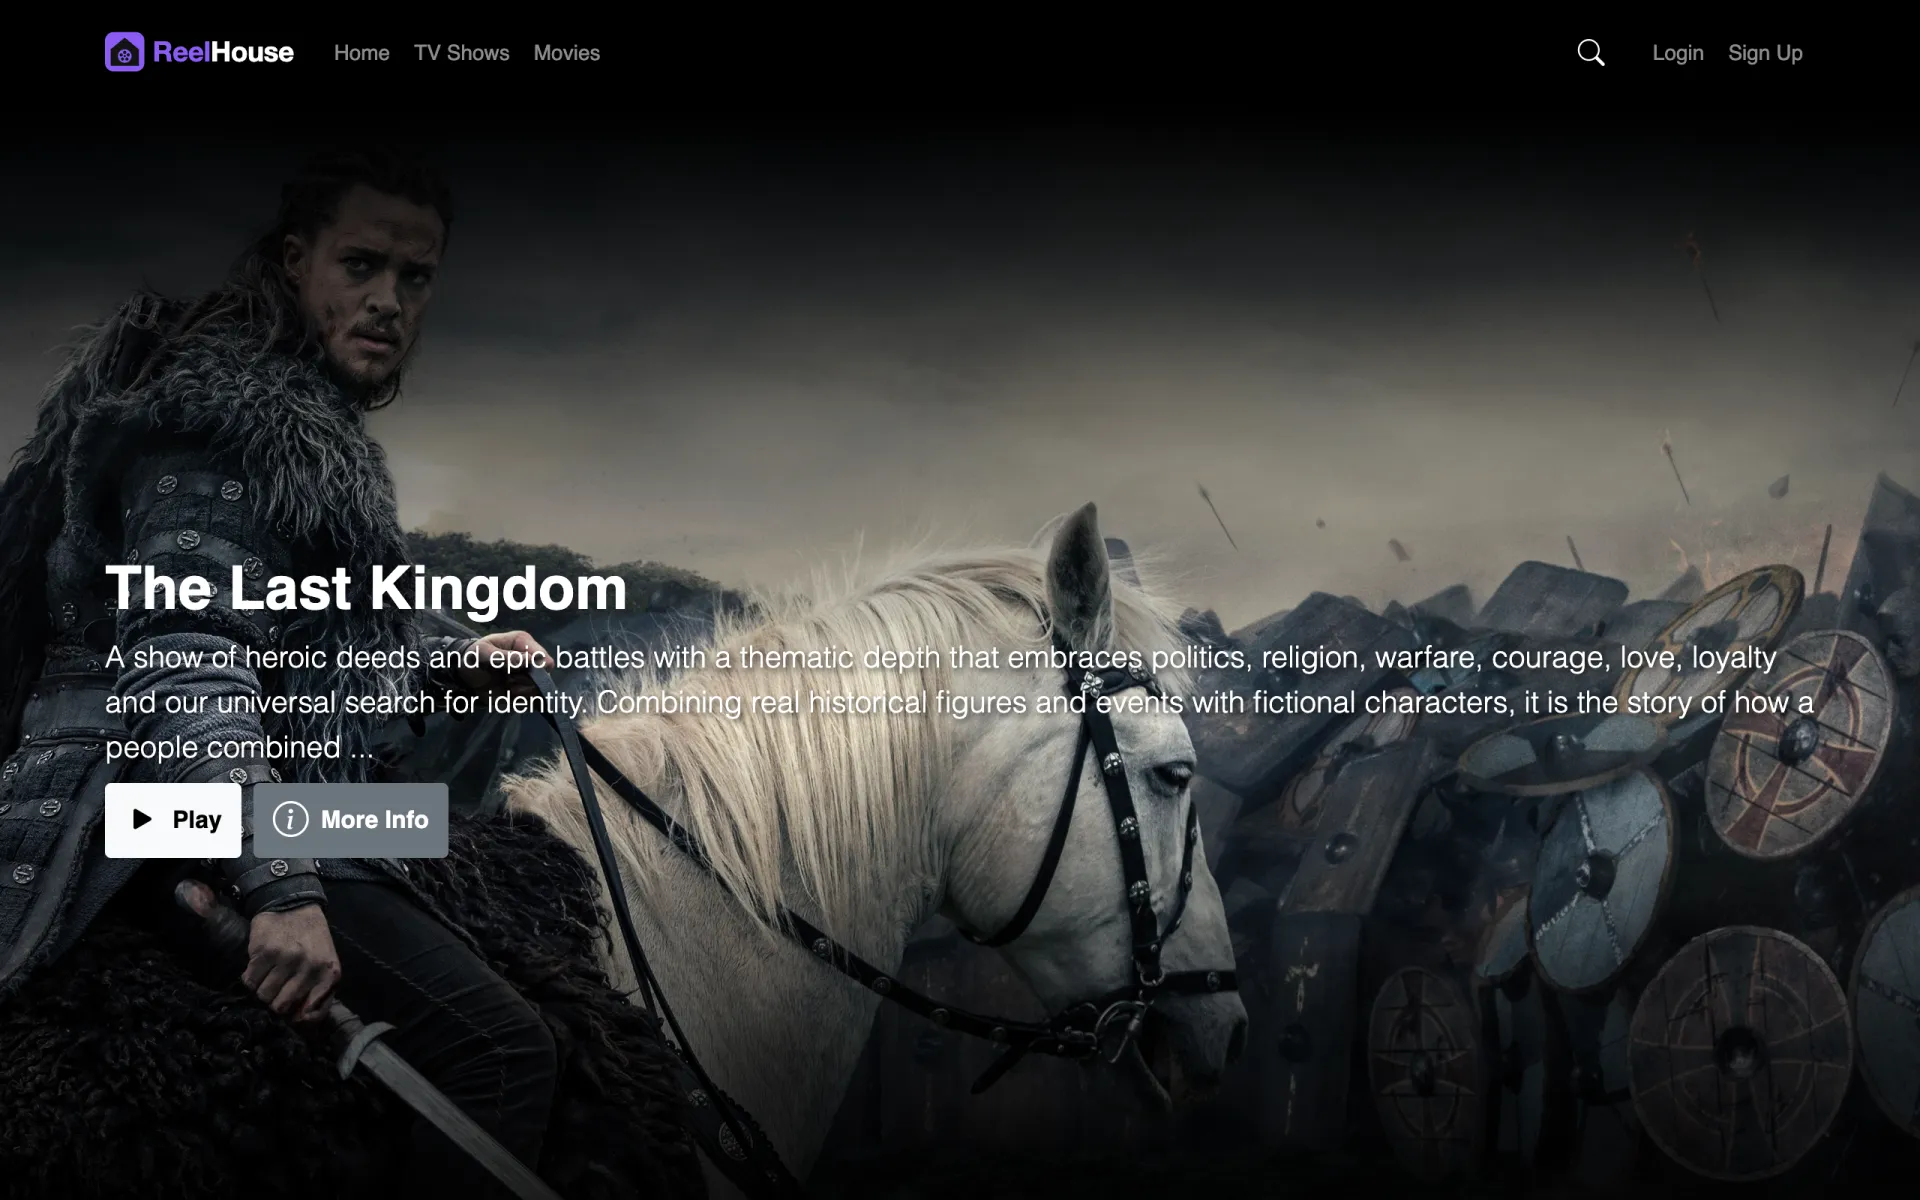 ReelHouse Home TV Shows Movies Login Sign Up
The Last Kingdom
A show of heroic deeds and epic battles with a thematic depth that embraces politics, religion, warfare, courage, love, loyalty
and our universal search for identity. Combining real historical figures and events with fictional characters, it is the story of how a
people combined ...
Play More Info